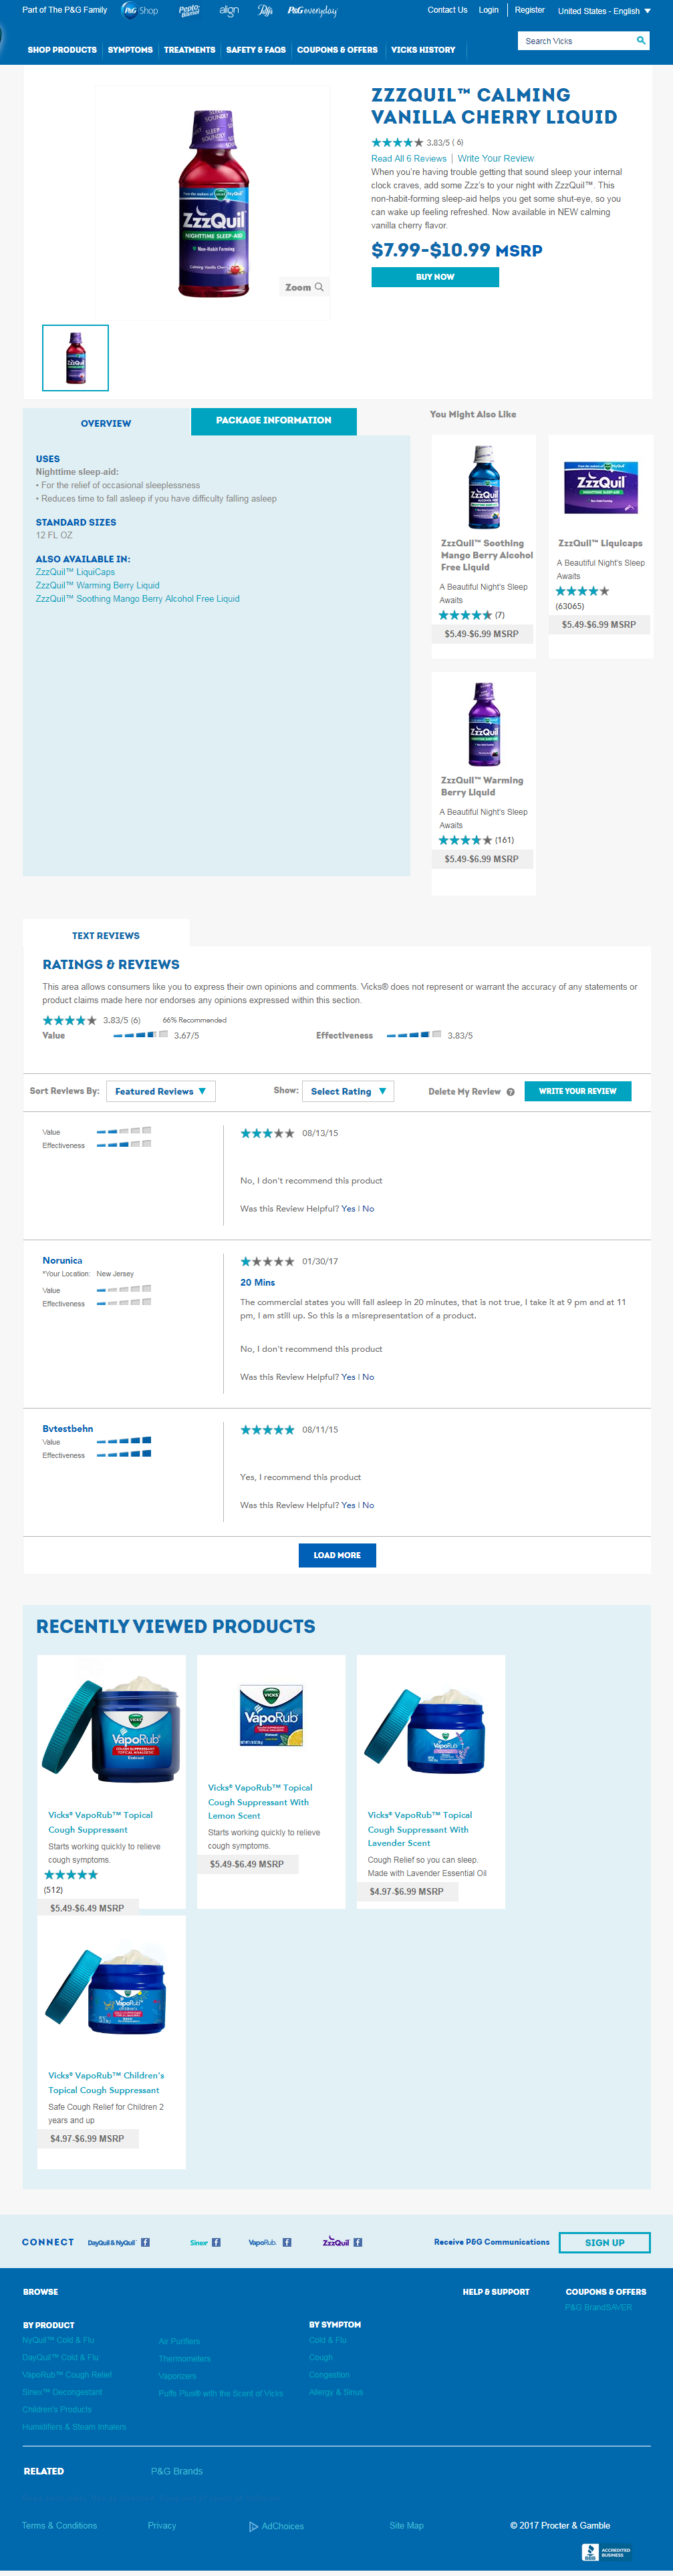 Part of The P&G Family
P&G Shop
Pepto Bismol
align
Puffs
P&G everyday
Contact Us
Login
Register
United States - English
Search Vicks
SHOP PRODUCTS
SYMPTOMS
TREATMENTS
SAFETY & FAQS
COUPONS & OFFERS
VICKS HISTORY
ZZZQUIL™ CALMING
VANILLA CHERRY LIQUID
3.83/5 ( 6)
Read All 6 Reviews | Write Your Review
When you're having trouble getting that sound sleep your internal
clock craves, add some Zzz's to your night with ZzzQuil™. This
non-habit-forming sleep-aid helps you get some shut-eye, so you
can wake up feeling refreshed. Now available in NEW calming
vanilla cherry flavor.
$7.99-$10.99 MSRP
BUY NOW
ZzzQuil
NIGHTTIME SLEEP-AID
Non-Habit Forming
Calming Vanilla Cherry
Zoom
OVERVIEW
PACKAGE INFORMATION
USES
Nighttime sleep-aid:
• For the relief of occasional sleeplessness
• Reduces time to fall asleep if you have difficulty falling asleep
STANDARD SIZES
12 FL OZ
ALSO AVAILABLE IN:
ZzzQuil™ LiquiCaps
ZzzQuil™ Warming Berry Liquid
ZzzQuil™ Soothing Mango Berry Alcohol Free Liquid
You Might Also Like
ZzzQuil
ZzzQuil™ Soothing
Mango Berry Alcohol
Free Liquid
A Beautiful Night's Sleep
Awaits
(7)
$5.49-$6.99 MSRP
ZzzQuil
ZzzQuil™ Liquicaps
A Beautiful Night's Sleep
Awaits
(63065)
$5.49-$6.99 MSRP
ZzzQuil
ZzzQuil™ Warming
Berry Liquid
A Beautiful Night's Sleep
Awaits
(161)
$5.49-$6.99 MSRP
TEXT REVIEWS
RATINGS & REVIEWS
This area allows consumers like you to express their own opinions and comments. Vicks® does not represent or warrant the accuracy of any statements or
product claims made here nor endorses any opinions expressed within this section.
3.83/5 (6)
66% Recommended
Value
3.67/5
Effectiveness
3.83/5
Sort Reviews By:
Featured Reviews
Show:
Select Rating
Delete My Review
WRITE YOUR REVIEW
Value
Effectiveness
08/13/15
No, I don't recommend this product
Was this Review Helpful? Yes | No
Norunica
*Your Location: New Jersey
Value
Effectiveness
01/30/17
20 Mins
The commercial states you will fall asleep in 20 minutes, that is not true, I take it at 9 pm and at 11
pm, I am still up. So this is a misrepresentation of a product.
No, I don't recommend this product
Was this Review Helpful? Yes | No
Bvtestbehn
Value
Effectiveness
08/11/15
Yes, I recommend this product
Was this Review Helpful? Yes | No
LOAD MORE
RECENTLY VIEWED PRODUCTS
VICKS
VapoRub
Vicks® VapoRub™ Topical
Cough Suppressant
Starts working quickly to relieve
cough symptoms.
(512)
$5.49-$6.49 MSRP
VICKS
VapoRub
Vicks® VapoRub™ Topical
Cough Suppressant With
Lemon Scent
Starts working quickly to relieve
cough symptoms.
$5.49-$6.49 MSRP
VapoRub
Vicks® VapoRub™ Topical
Cough Suppressant With
Lavender Scent
Cough Relief so you can sleep.
Made with Lavender Essential Oil
$4.97-$6.99 MSRP
VapoRub
Vicks® VapoRub™ Children's
Topical Cough Suppressant
Safe Cough Relief for Children 2
years and up
$4.97-$6.99 MSRP
CONNECT
DayQuil & NyQuil
Sinex
VapoRub
ZzzQuil
Receive P&G Communications
SIGN UP
BROWSE
HELP & SUPPORT
COUPONS & OFFERS
P&G BrandSAVER
BY PRODUCT
NyQuil™ Cold & Flu
DayQuil™ Cold & Flu
VapoRub™ Cough Relief
Sinex™ Decongestant
Children's Products
Humidifiers & Steam Inhalers
Air Purifiers
Thermometers
Vaporizers
Puffs Plus® with the Scent of Vicks
BY SYMPTOM
Cold & Flu
Cough
Congestion
Allergy & Sinus
RELATED
P&G Brands
Terms & Conditions
Privacy
AdChoices
Site Map
© 2017 Procter & Gamble
BBB
ACCREDITED
BUSINESS